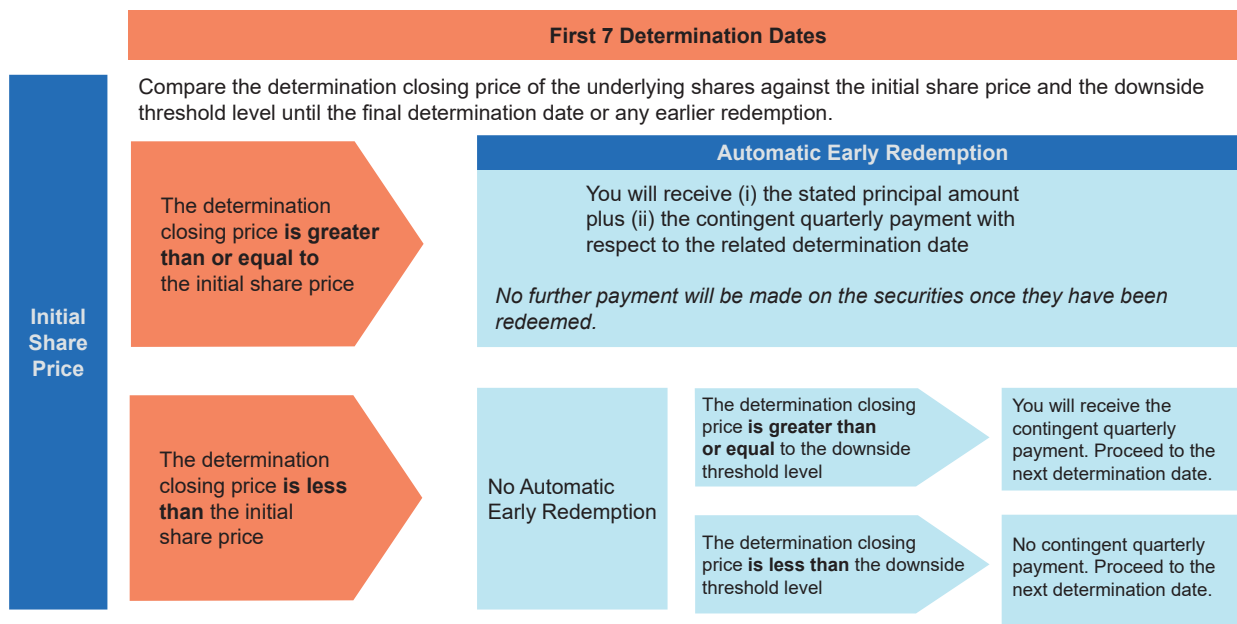 First 7 Determination Dates
Compare the determination closing price of the underlying shares against the initial share price and the downside
threshold level until the final determination date or any earlier redemption.
Initial
Share
Price
The determination
closing price is greater
than or equal to
the initial share price
Automatic Early Redemption
You will receive (i) the stated principal amount
plus (ii) the contingent quarterly payment with
respect to the related determination date
No further payment will be made on the securities once they have been
redeemed.
The determination
closing price is less
than the initial
share price
No Automatic
Early Redemption
The determination closing
price is greater than
or equal to the downside
threshold level
You will receive the
contingent quarterly
payment. Proceed to the
next determination date.
The determination closing
price is less than the downside
threshold level
No contingent quarterly
payment. Proceed to the
next determination date.